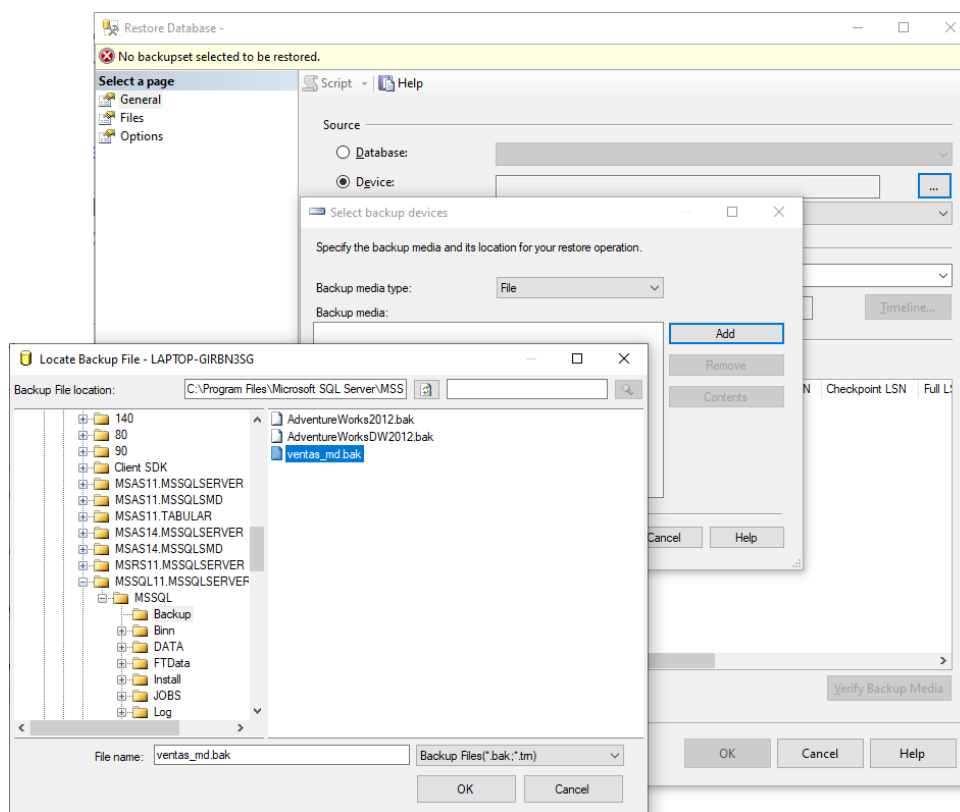 Restore Database -
No backupset selected to be restored.
Select a page
General
Files
Options
Script
Help
Source
Database:
Device:
...
Select backup devices
Specify the backup media and its location for your restore operation.
Backup media type:
File
Backup media:
Add
Remove
Contents
Cancel
Help
Timeline...
N
Checkpoint LSN
Full LS
Verify Backup Media
OK
Cancel
Help
Locate Backup File - LAPTOP-GIRBN3SG
Backup File location:
C:\Program Files\Microsoft SQL Server\MSS
140
80
90
Client SDK
MSAS11.MSSQLSERVER
MSAS11.MSSQLSMD
MSAS11.TABULAR
MSAS14.MSSQLSERVER
MSAS14.MSSQLSMD
MSRS11.MSSQLSERVER
MSSQL11.MSSQLSERVER
MSSQL
Backup
Binn
DATA
FTData
Install
JOBS
Log
AdventureWorks2012.bak
AdventureWorksDW2012.bak
ventas_md.bak
File name:
ventas_md.bak
Backup Files(*.bak;*.trn)
OK
Cancel